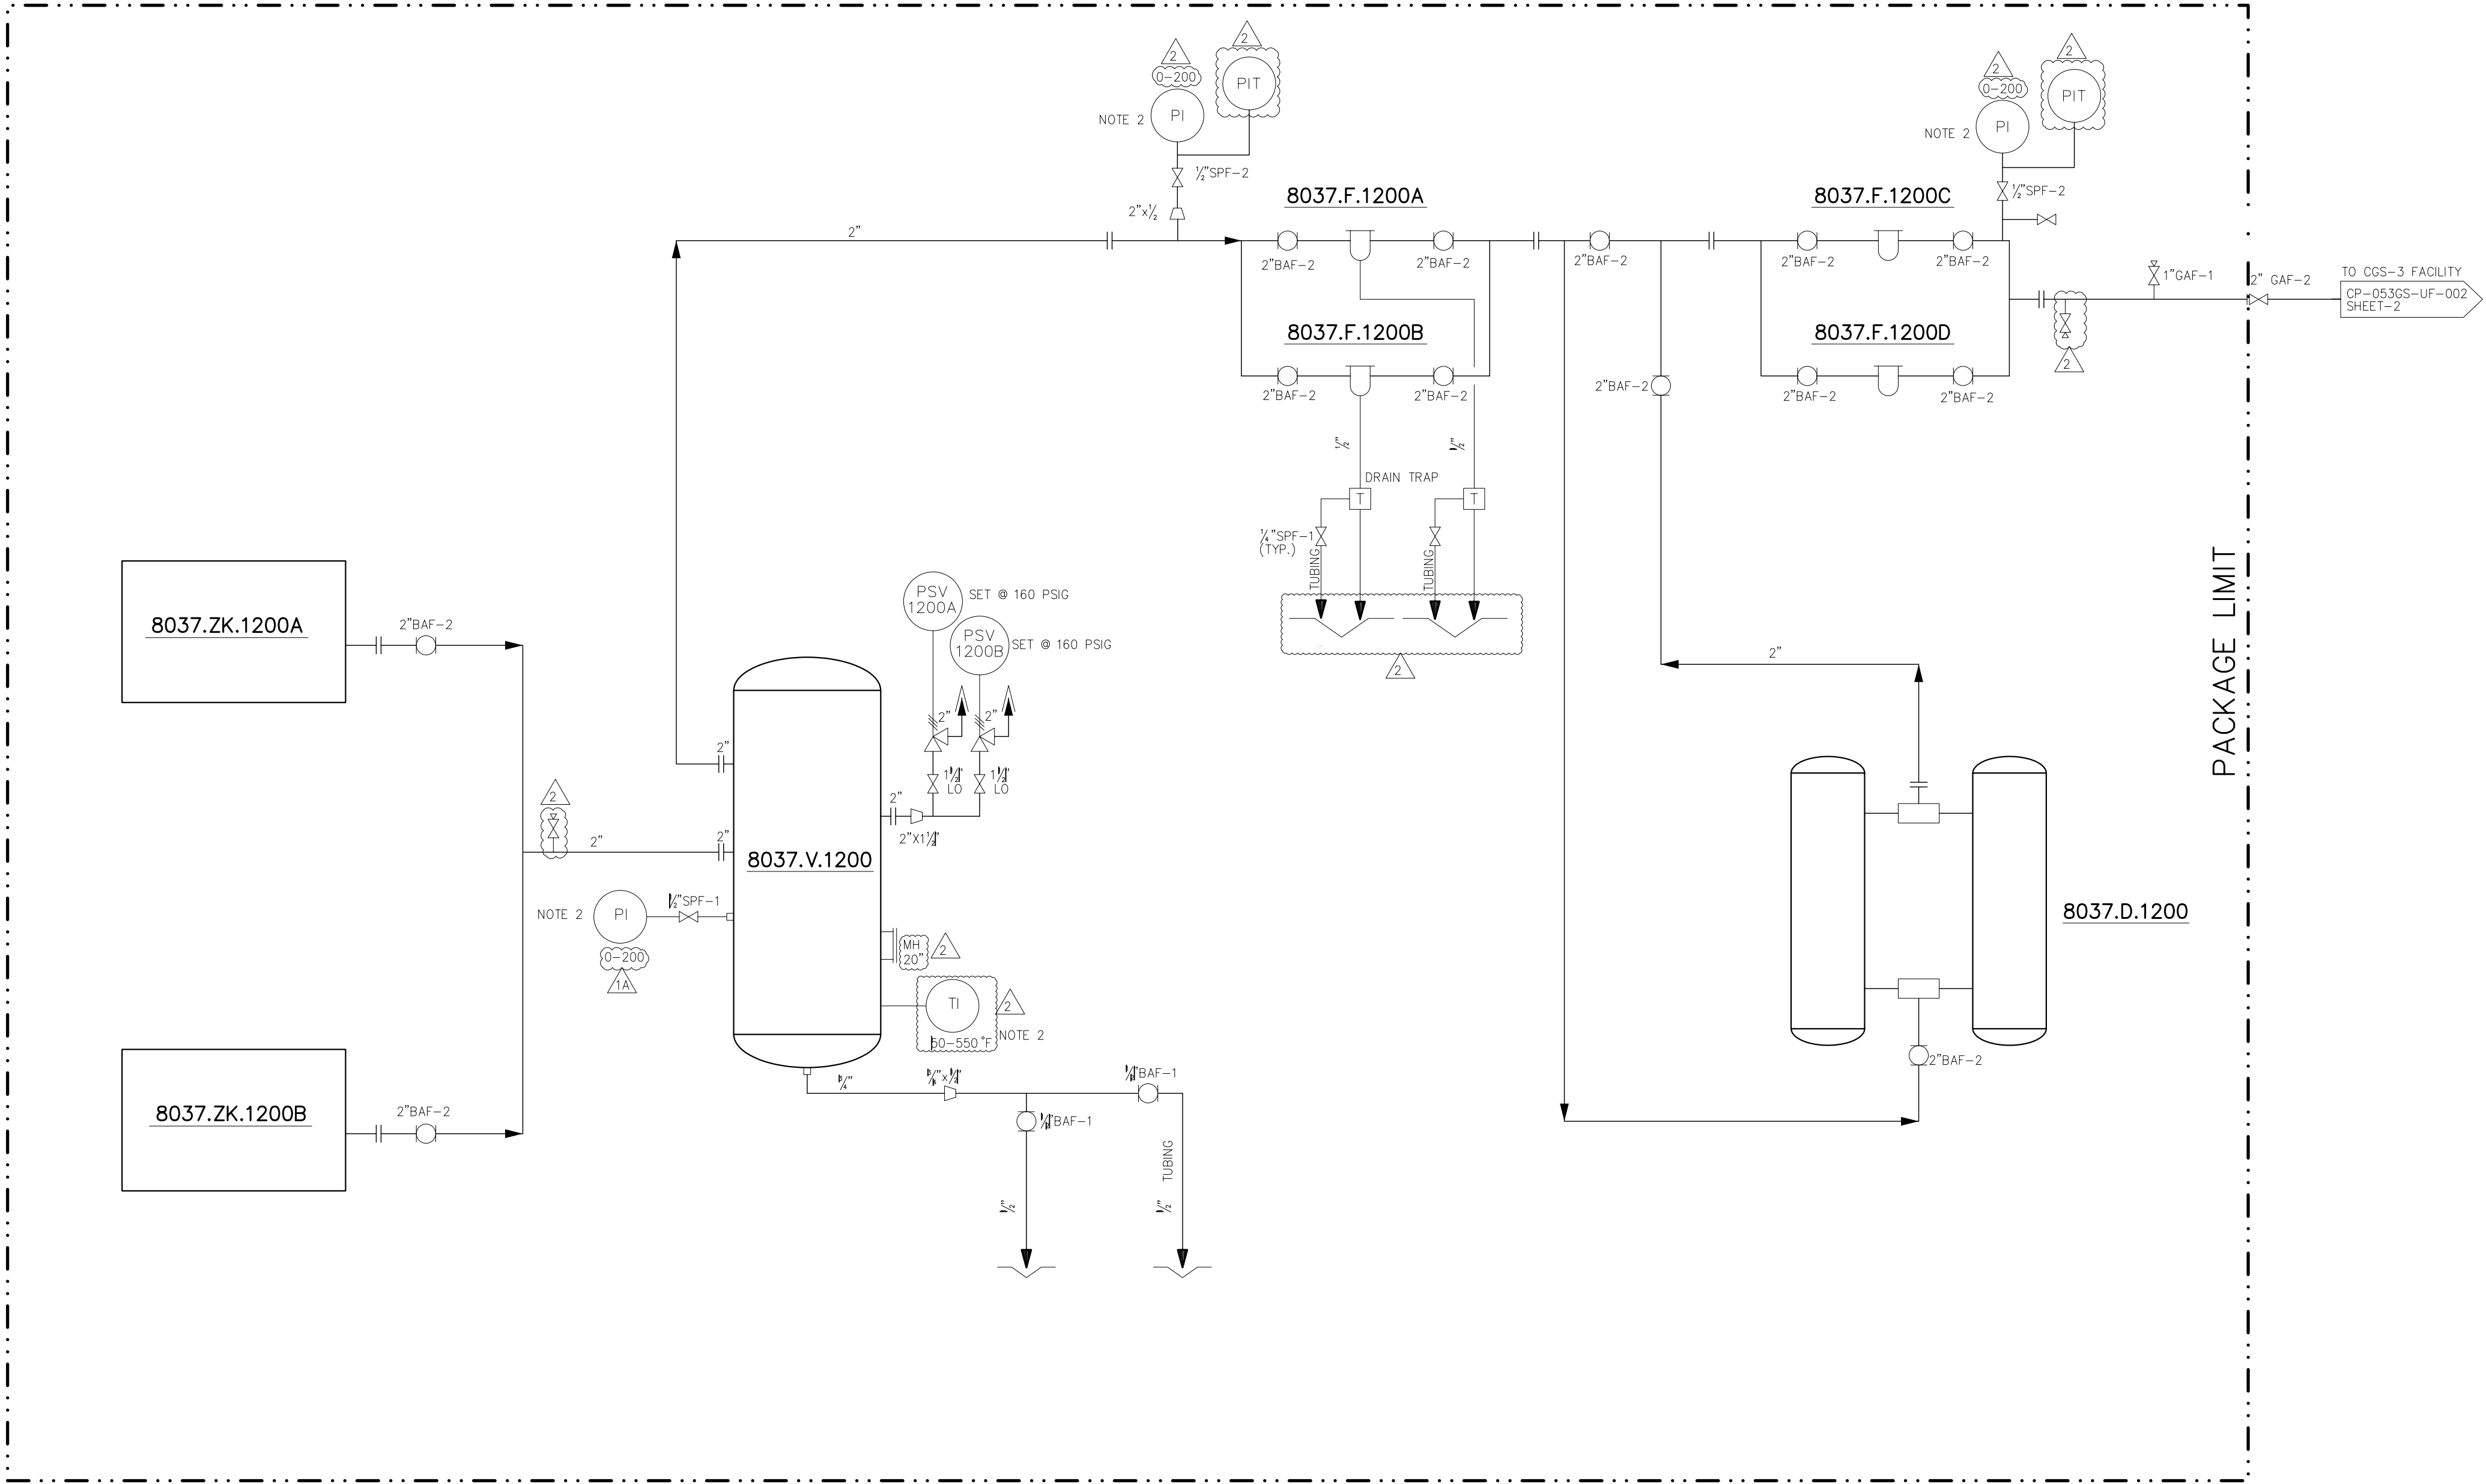 2
2
0-200
PIT
PI
NOTE 2
½"SPF-2
2"x½
2"
8037.F.1200A
2"BAF-2
2"BAF-2
8037.F.1200B
2"BAF-2
2"BAF-2
½"
½"
DRAIN TRAP
T
T
¼"SPF-1
(TYP.)
TUBING
TUBING
2
2"BAF-2
2"BAF-2
2
2
0-200
PIT
PI
NOTE 2
½"SPF-2
8037.F.1200C
2"BAF-2
2"BAF-2
8037.F.1200D
2"BAF-2
2"BAF-2
2
1"GAF-1
2" GAF-2
TO CGS-3 FACILITY
CP-053GS-UF-002
SHEET-2
PACKAGE LIMIT
8037.ZK.1200A
2"BAF-2
8037.ZK.1200B
2"BAF-2
2
2"
2"
2"
8037.V.1200
PSV
1200A
SET @ 160 PSIG
PSV
1200B
SET @ 160 PSIG
2"
2"
1½"
LO
1½"
LO
2"
2"X1½"
NOTE 2
PI
½"SPF-1
0-200
1A
MH
20"
2
TI
2
NOTE 2
¾"
½"
TUBING
½"
2"
8037.D.1200
2"BAF-2